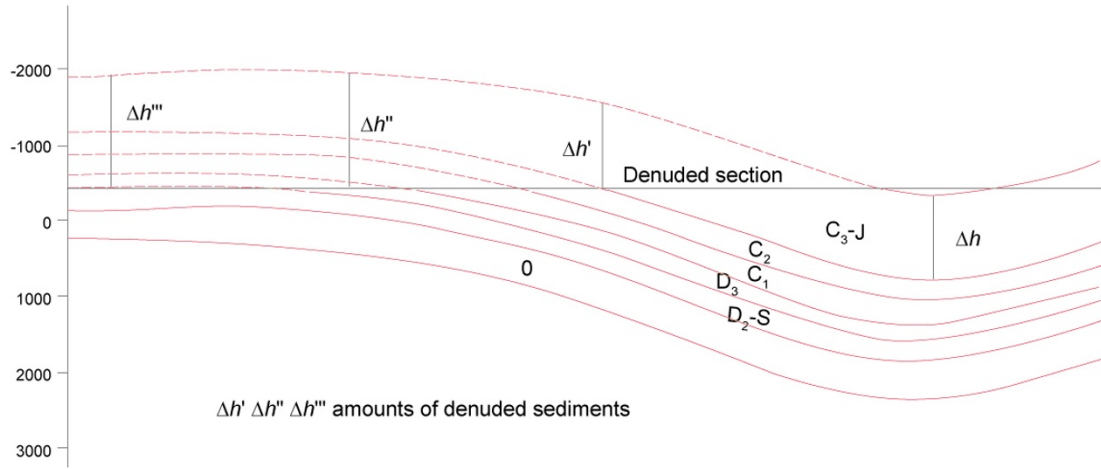 -2000
Δh'''
Δh''
-1000
Δh'
Denuded section
0
C₃-J
Δh
C₂
0
C₁
D₃
1000
D₂-S
2000
Δh' Δh'' Δh''' amounts of denuded sediments
3000